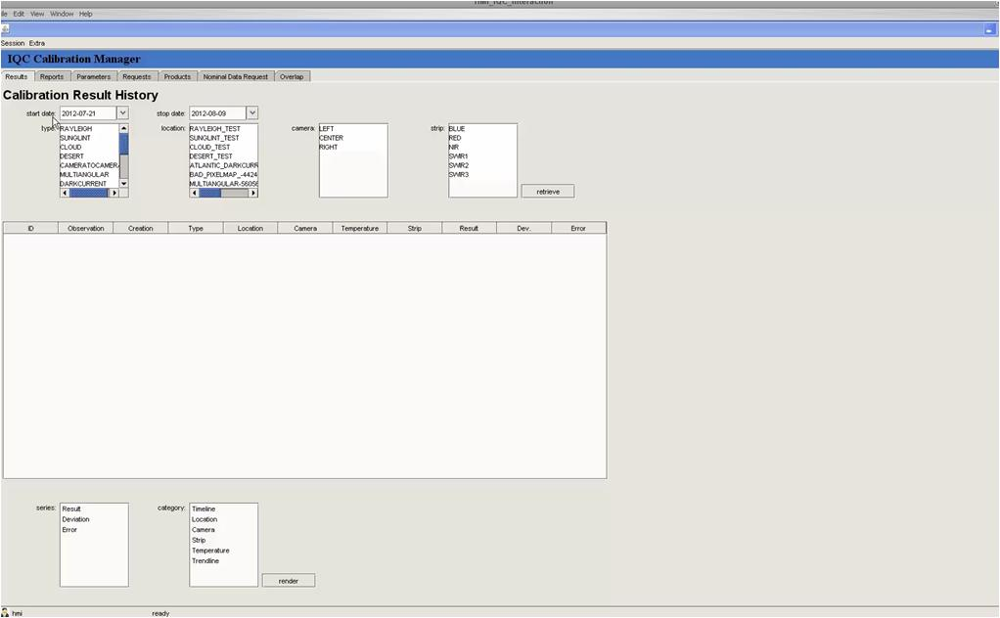 hmi_IQC_Interaction
ile Edit View Window Help
Session Extra
IQC Calibration Manager
Results Reports Parameters Requests Products Nominal Data Request Overlap
Calibration Result History
start date: 2012-07-21 stop date: 2012-08-09
type: RAYLEIGH location: RAYLEIGH_TEST camera: LEFT strip: BLUE
SUNGLINT SUNGLINT_TEST CENTER RED
CLOUD CLOUD_TEST RIGHT NIR
DESERT DESERT_TEST SWIR1
CAMERATOCAMERA ATLANTIC_DARKCURR SWIR2
MULTIANGULAR BAD_PIXELMAP_-4424 SWIR3
DARKCURRENT MULTIANGULAR-56056
retrieve
ID Observation Creation Type Location Camera Temperature Strip Result Dev. Error
series: Result category: Timeline
Deviation Location
Error Camera
Strip
Temperature
Trendline
render
hmi ready